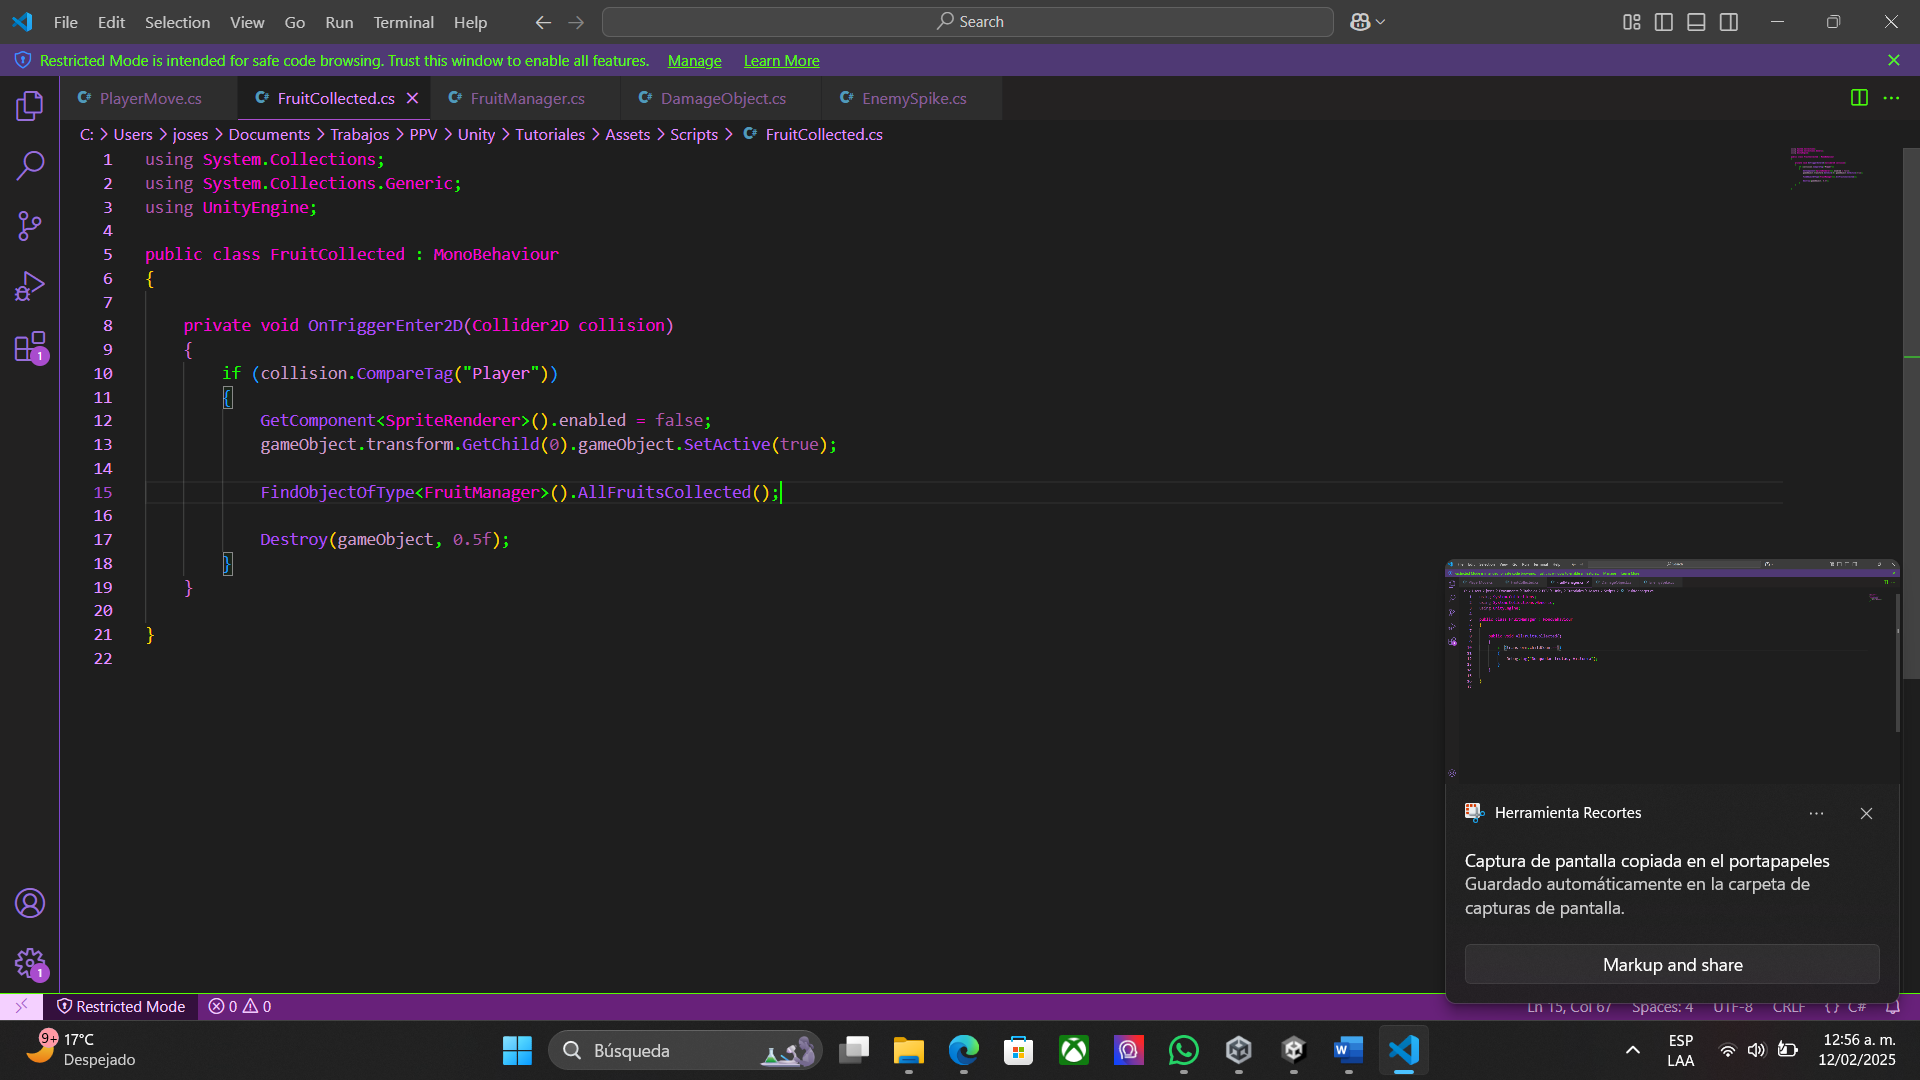 File Edit Selection View Go Run Terminal Help
Search
Restricted Mode is intended for safe code browsing. Trust this window to enable all features. Manage Learn More
PlayerMove.cs FruitCollected.cs FruitManager.cs DamageObject.cs EnemySpike.cs
C: > Users > joses > Documents > Trabajos > PPV > Unity > Tutoriales > Assets > Scripts > FruitCollected.cs
1 using System.Collections;
2 using System.Collections.Generic;
3 using UnityEngine;
4
5 public class FruitCollected : MonoBehaviour
6 {
7
8 private void OnTriggerEnter2D(Collider2D collision)
9 {
10 if (collision.CompareTag("Player"))
11 {
12 GetComponent<SpriteRenderer>().enabled = false;
13 gameObject.transform.GetChild(0).gameObject.SetActive(true);
14
15 FindObjectOfType<FruitManager>().AllFruitsCollected();
16
17 Destroy(gameObject, 0.5f);
18 }
19 }
20
21 }
22
1
Herramienta Recortes
Captura de pantalla copiada en el portapapeles
Guardado automáticamente en la carpeta de
capturas de pantalla.
Markup and share
1
Restricted Mode 0 0
Ln 15, Col 67 Spaces: 4 UTF-8 CRLF {} C#
9+ 17°C
Despejado
Búsqueda
ESP
LAA
12:56 a. m.
12/02/2025